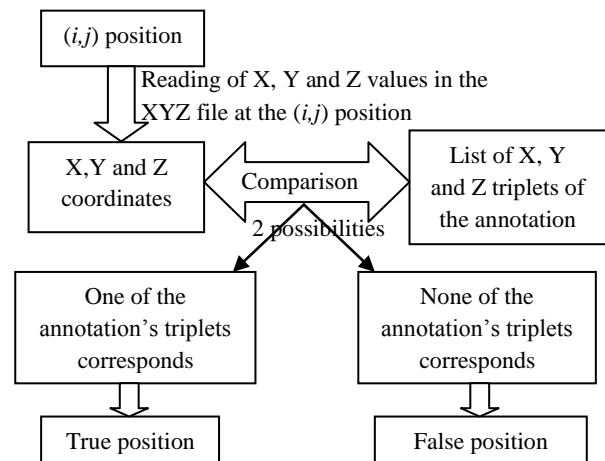 (i,j) position
Reading of X, Y and Z values in the
XYZ file at the (i,j) position
X,Y and Z
coordinates
Comparison
List of X, Y
and Z triplets of
the annotation
2 possibilities
One of the
annotation’s triplets
corresponds
None of the
annotation’s triplets
corresponds
True position
False position